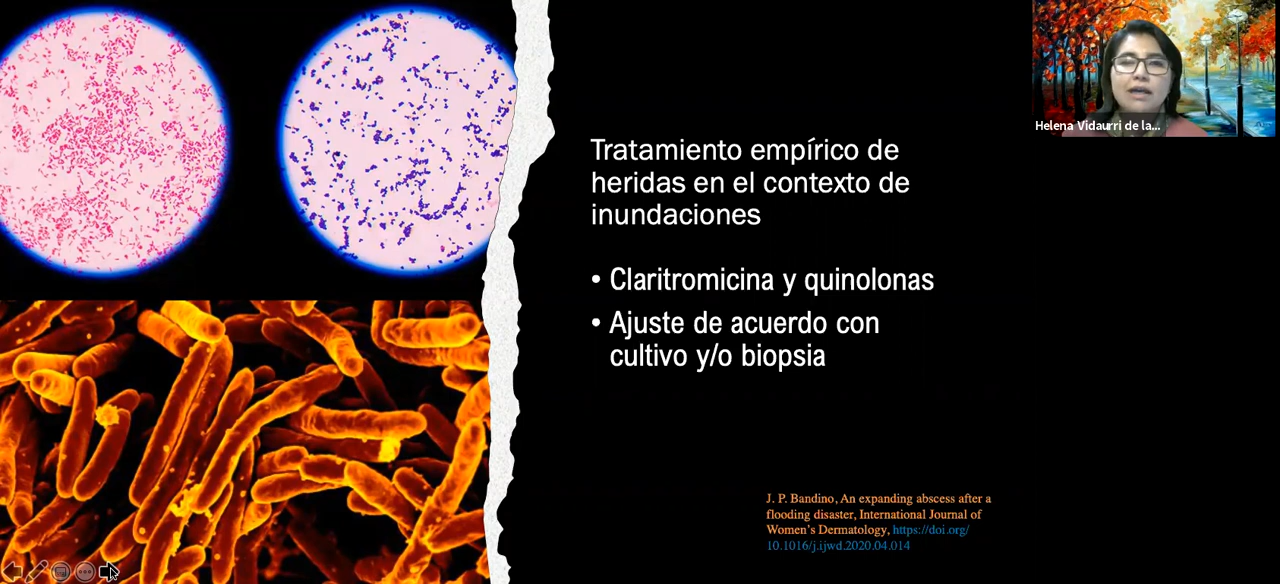 Helena Vidaurri de la...
Tratamiento empírico de
heridas en el contexto de
inundaciones
• Claritromicina y quinolonas
• Ajuste de acuerdo con
cultivo y/o biopsia
J. P. Bandino, An expanding abscess after a
flooding disaster, International Journal of
Women's Dermatology, https://doi.org/
10.1016/j.ijwd.2020.04.014